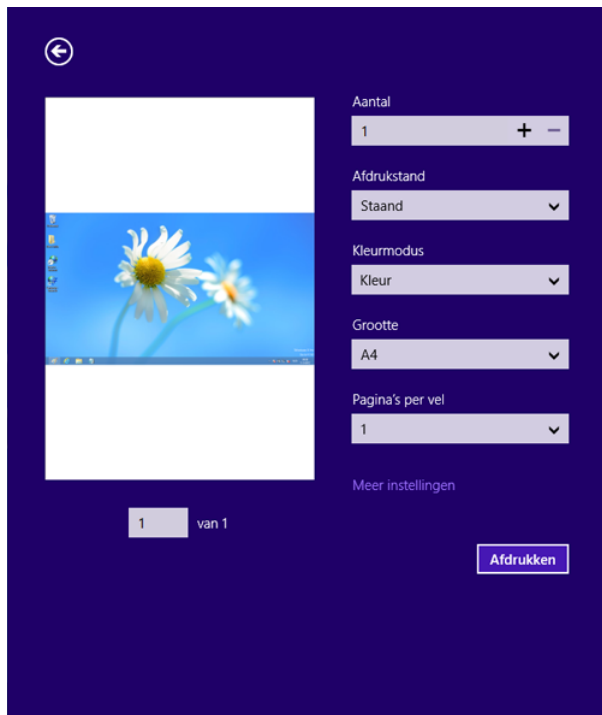 Aantal
1
Afdrukstand
Staand
Kleurmodus
Kleur
Grootte
A4
Pagina's per vel
1
Meer instellingen
1 van 1
Afdrukken